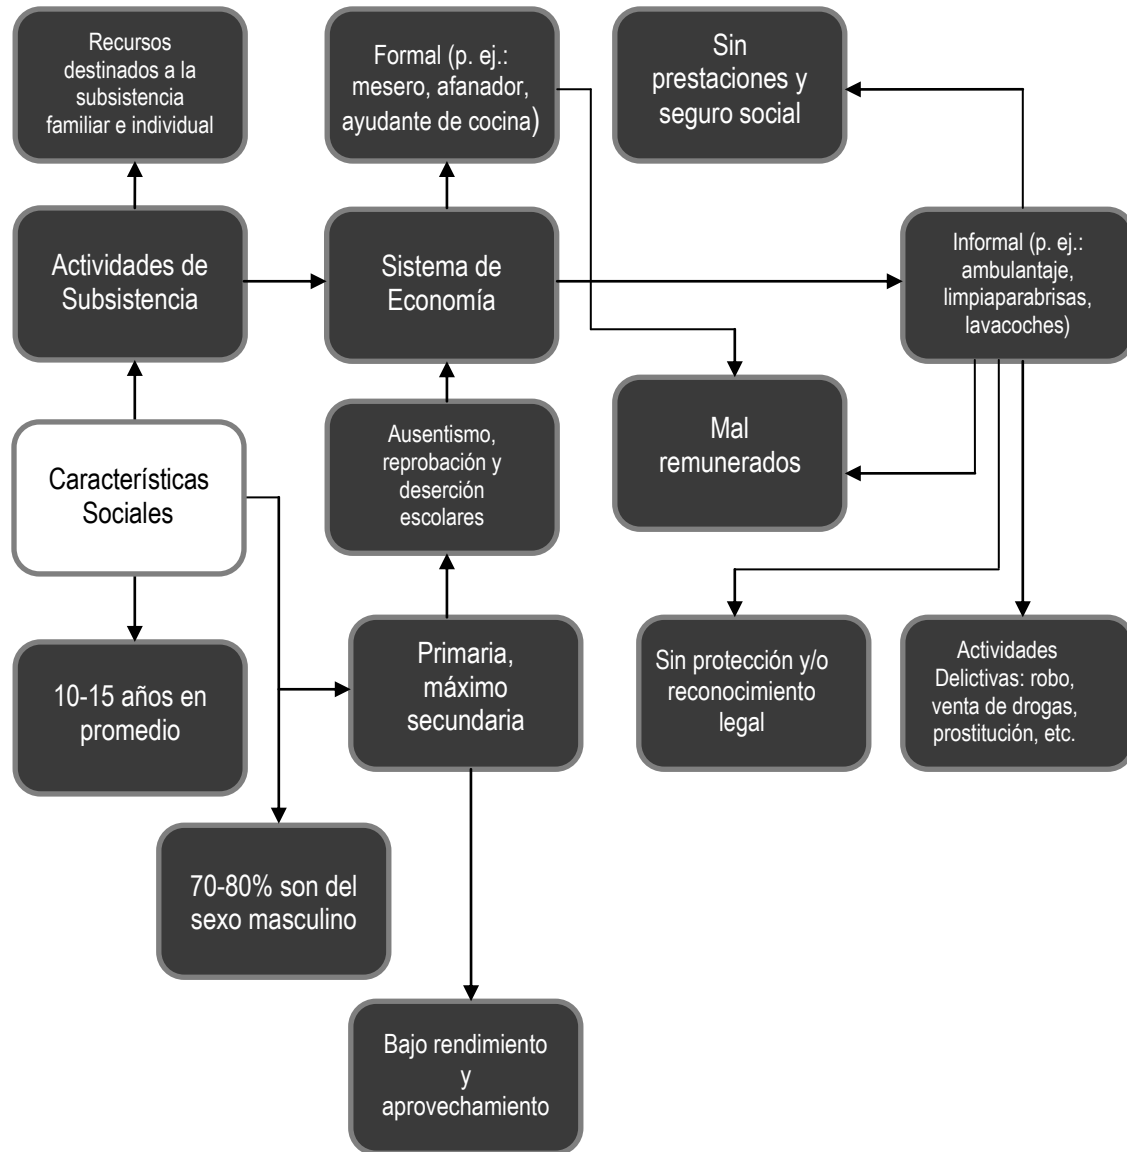 Recursos
destinados a la
subsistencia
familiar e individual
Formal (p. ej.:
mesero, afanador,
ayudante de cocina)
Sin
prestaciones y
seguro social
Actividades de
Subsistencia
Sistema de
Economía
Informal (p. ej.:
ambulantaje,
limpiaparabrisas,
lavacoches)
Características
Sociales
Ausentismo,
reprobación y
deserción
escolares
Mal
remunerados
10-15 años en
promedio
Primaria,
máximo
secundaria
Sin protección y/o
reconocimiento
legal
Actividades
Delictivas: robo,
venta de drogas,
prostitución, etc.
70-80% son del
sexo masculino
Bajo rendimiento
y
aprovechamiento